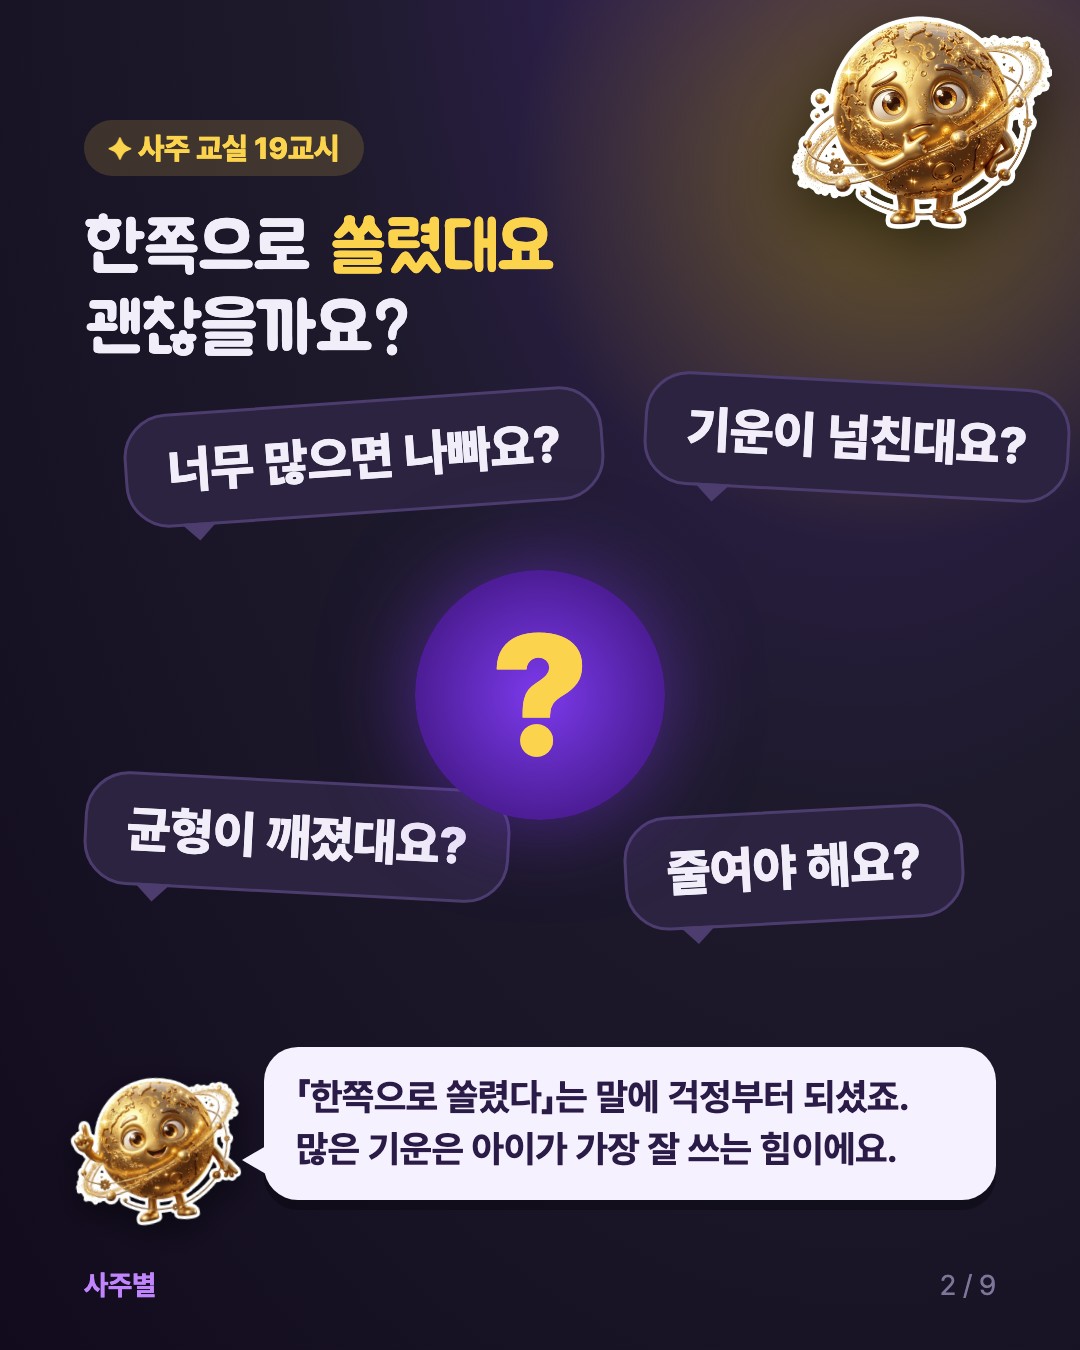 ✦ 사주 교실 19교시
한쪽으로 쏠렸대요
괜찮을까요?
너무 많으면 나빠요?
기운이 넘친대요?
?
균형이 깨졌대요?
줄여야 해요?
「한쪽으로 쏠렸다」는 말에 걱정부터 되셨죠.
많은 기운은 아이가 가장 잘 쓰는 힘이에요.
사주별
2 / 9